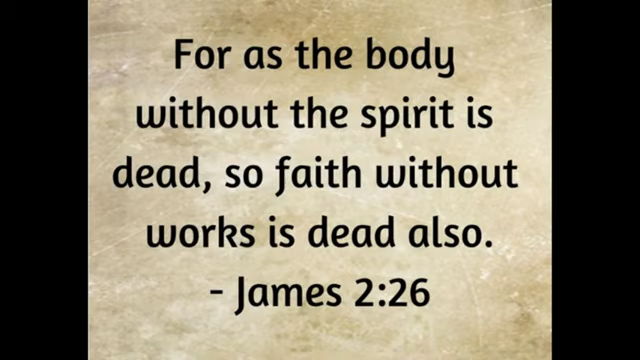 For as the body
without the spirit is
dead, so faith without
works is dead also.
- James 2:26